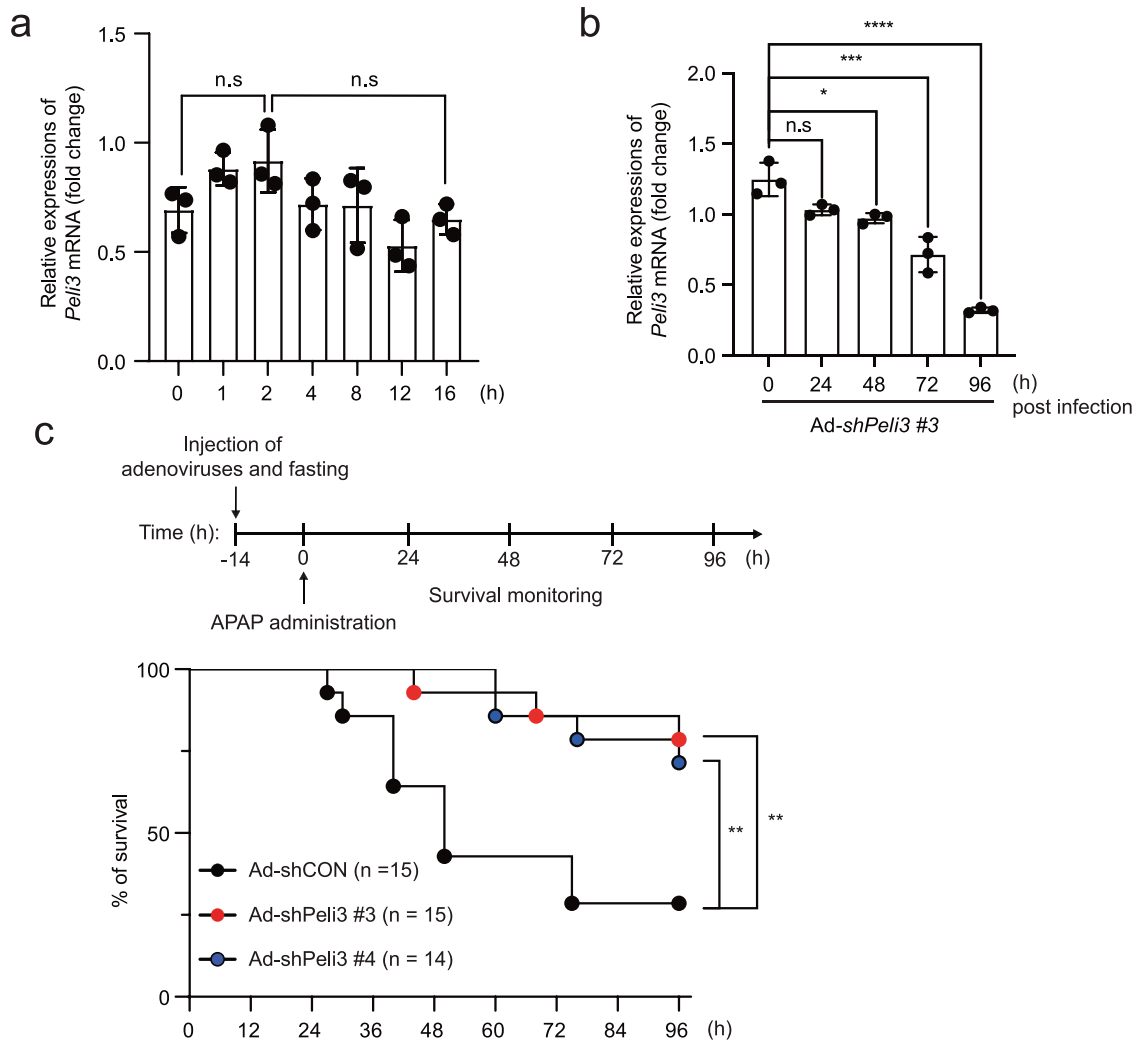 a
Relative expressions of
Peli3 mRNA (fold change)
1.5
1.0
0.5
0.0
n.s
n.s
0 1 2 4 8 12 16 (h)
b
Relative expressions of
Peli3 mRNA (fold change)
2.0
1.5
1.0
0.5
0.0
****
***
*
n.s
0 24 48 72 96 (h)
post infection
Ad-shPeli3 #3
c
Injection of
adenoviruses and fasting
Time (h):
-14 0 24 48 72 96 (h)
Survival monitoring
APAP administration
% of survival
100
50
0
Ad-shCON (n =15)
Ad-shPeli3 #3 (n = 15)
Ad-shPeli3 #4 (n = 14)
**
**
0 12 24 36 48 60 72 84 96 (h)